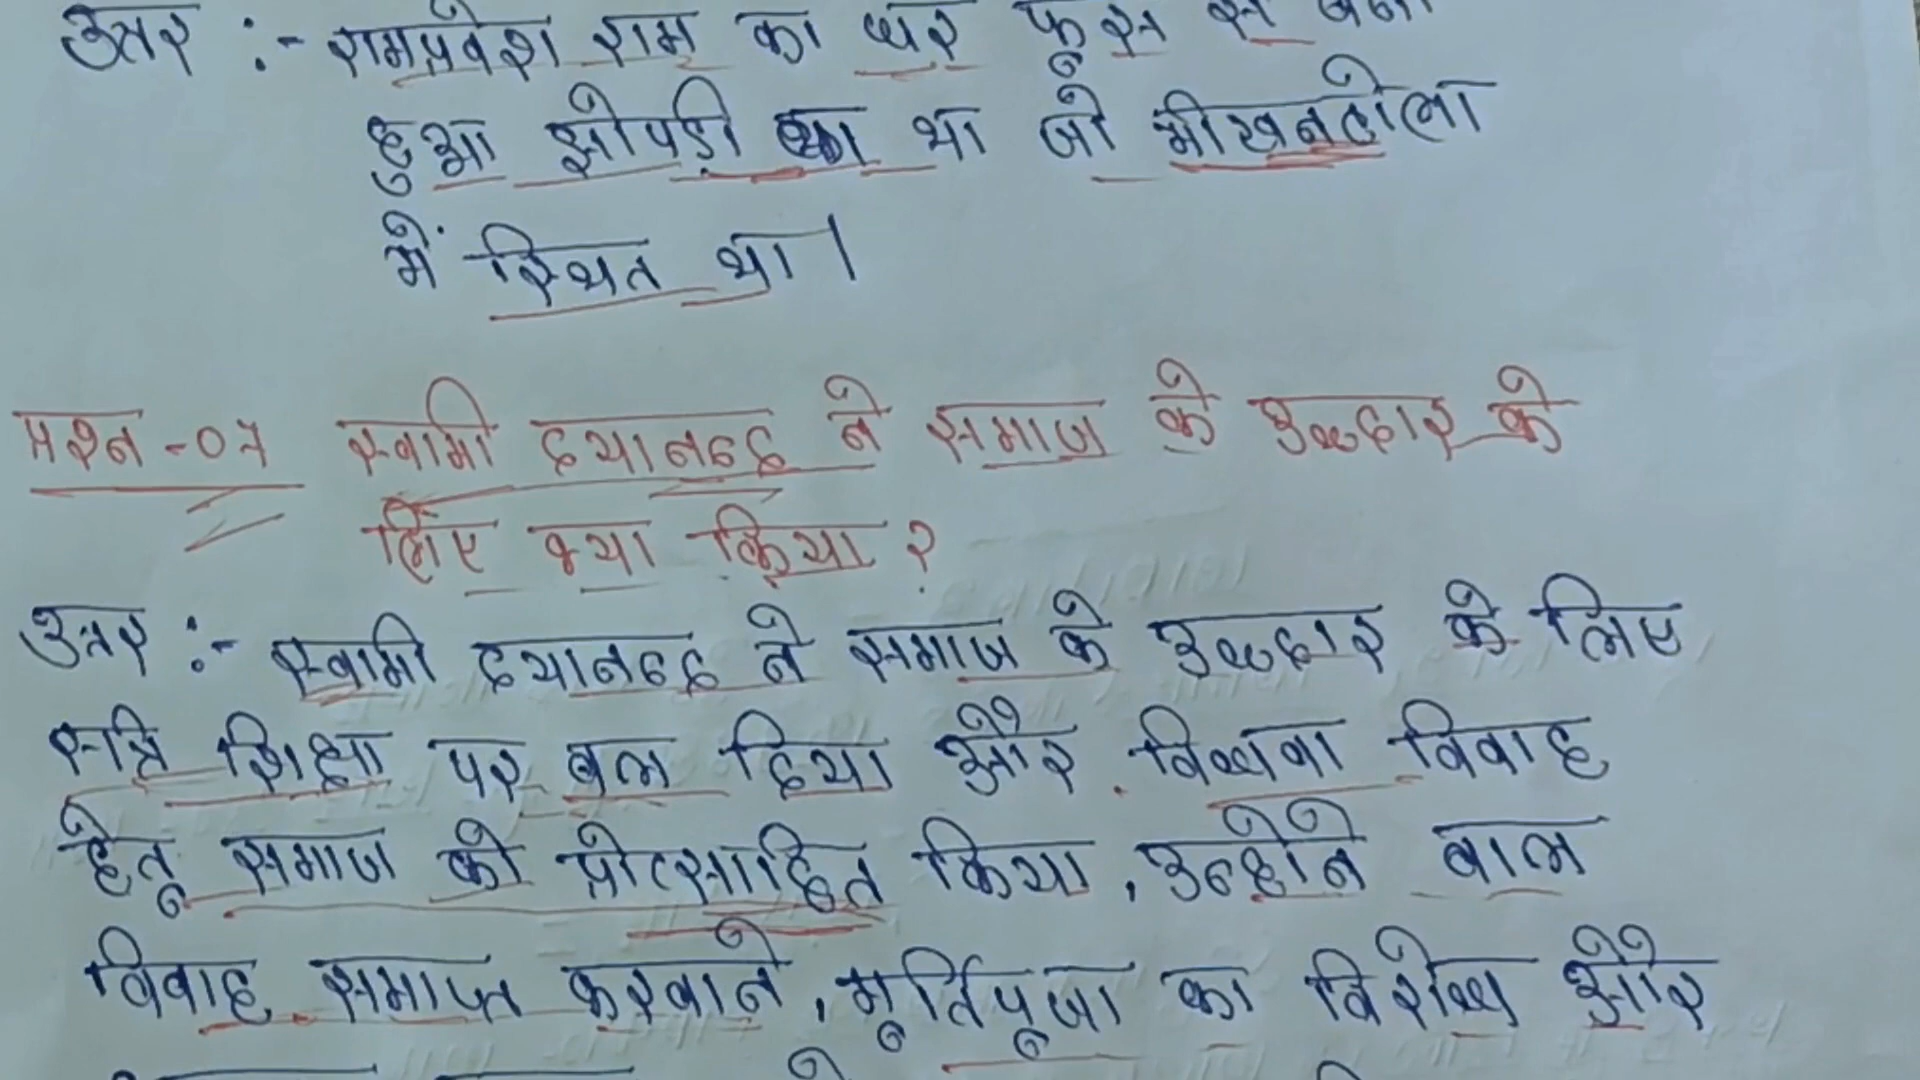 उत्तर :- रामप्रवेश राम का घर फूस से बना
हुआ झोपड़ी का था जो भीखनटोला
में स्थित था।
प्रश्न -07 स्वामी दयानन्द ने समाज के उद्धार के
लिए क्या किया ?
उत्तर :- स्वामी दयानन्द ने समाज के उद्धार के लिए
स्त्रि शिक्षा पर बल दिया और विधवा विवाह
हेतू समाज को प्रोत्साहित किया, उन्होने बाल
विवाह समाप्त करवाने, मूर्तिपूजा का विरोध और